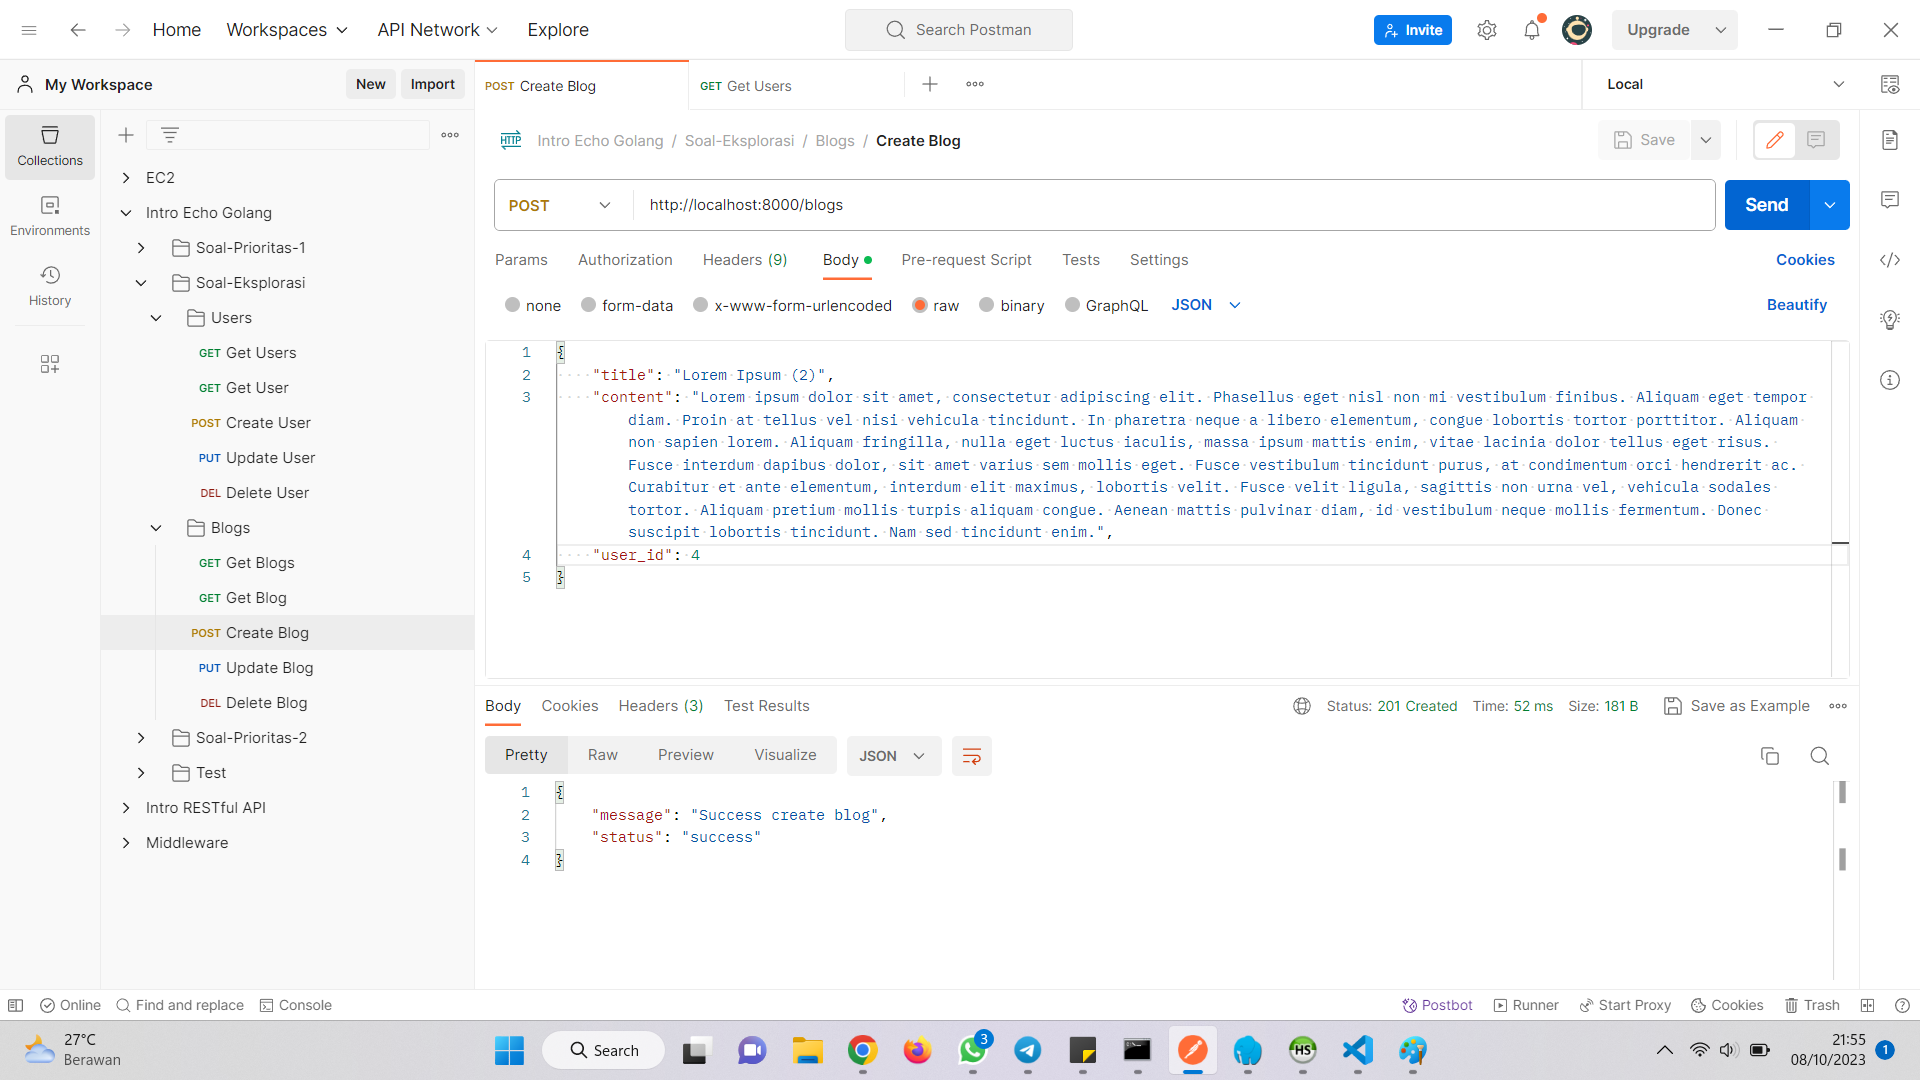 Home
Workspaces
API Network
Explore
Search Postman
Invite
Upgrade
My Workspace
New
Import
POST Create Blog
GET Get Users
Local
Collections
Environments
History
EC2
Intro Echo Golang
Soal-Prioritas-1
Soal-Eksplorasi
Users
GET Get Users
GET Get User
POST Create User
PUT Update User
DEL Delete User
Blogs
GET Get Blogs
GET Get Blog
POST Create Blog
PUT Update Blog
DEL Delete Blog
Soal-Prioritas-2
Test
Intro RESTful API
Middleware
HTTP Intro Echo Golang / Soal-Eksplorasi / Blogs / Create Blog
Save
POST
http://localhost:8000/blogs
Send
Params
Authorization
Headers (9)
Body
Pre-request Script
Tests
Settings
Cookies
none
form-data
x-www-form-urlencoded
raw
binary
GraphQL
JSON
Beautify
1 {
2 "title": "Lorem Ipsum (2)",
3 "content": "Lorem ipsum dolor sit amet, consectetur adipiscing elit. Phasellus eget nisl non mi vestibulum finibus. Aliquam eget tempor
diam. Proin at tellus vel nisi vehicula tincidunt. In pharetra neque a libero elementum, congue lobortis tortor porttitor. Aliquam
non sapien lorem. Aliquam fringilla, nulla eget luctus iaculis, massa ipsum mattis enim, vitae lacinia dolor tellus eget risus.
Fusce interdum dapibus dolor, sit amet varius sem mollis eget. Fusce vestibulum tincidunt purus, at condimentum orci hendrerit ac.
Curabitur et ante elementum, interdum elit maximus, lobortis velit. Fusce velit ligula, sagittis non urna vel, vehicula sodales
tortor. Aliquam pretium mollis turpis aliquam congue. Aenean mattis pulvinar diam, id vestibulum neque mollis fermentum. Donec
suscipit lobortis tincidunt. Nam sed tincidunt enim.",
4 "user_id": 4
5 }
Body
Cookies
Headers (3)
Test Results
Status: 201 Created
Time: 52 ms
Size: 181 B
Save as Example
Pretty
Raw
Preview
Visualize
JSON
1 {
2 "message": "Success create blog",
3 "status": "success"
4 }
Online
Find and replace
Console
Postbot
Runner
Start Proxy
Cookies
Trash
27°C
Berawan
Search
3
HS
21:55
08/10/2023
1